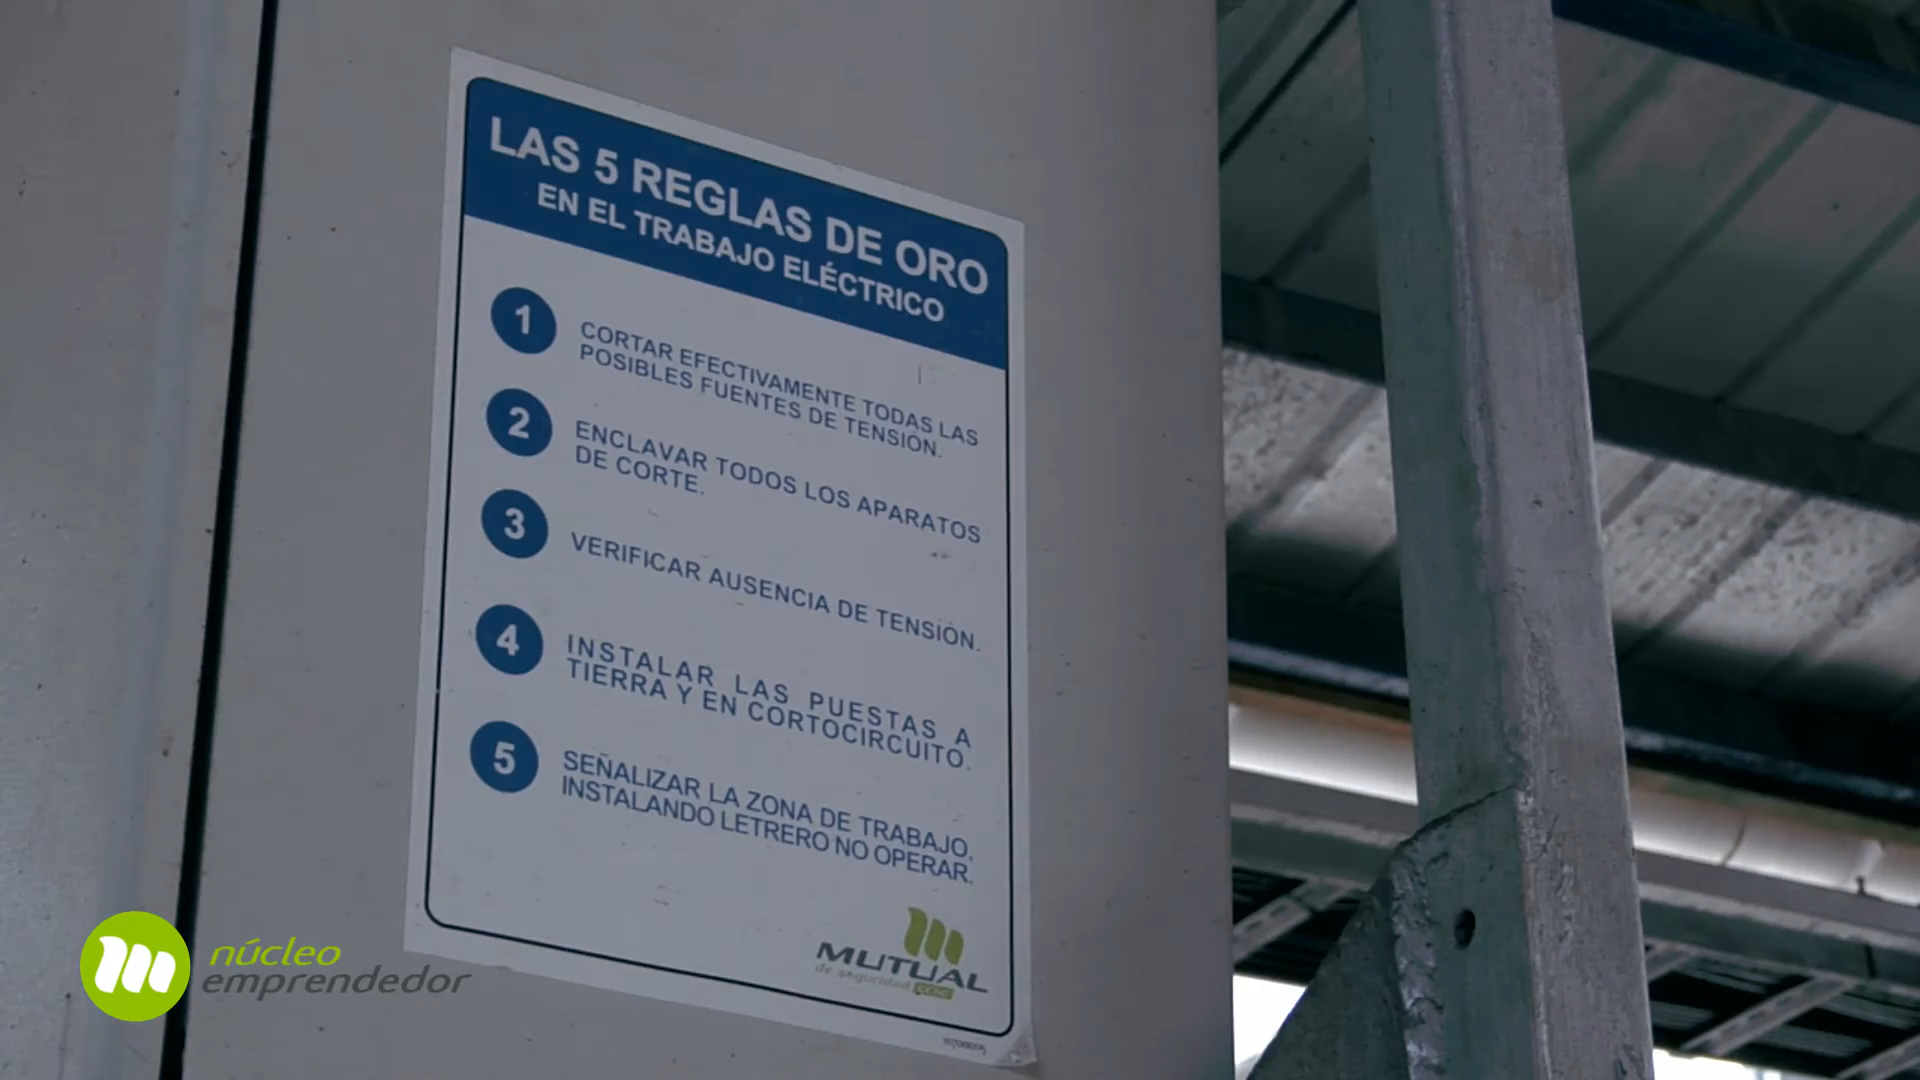 LAS 5 REGLAS DE ORO
EN EL TRABAJO ELÉCTRICO
1 CORTAR EFECTIVAMENTE TODAS LAS
POSIBLES FUENTES DE TENSIÓN.
2 ENCLAVAR TODOS LOS APARATOS
DE CORTE.
3 VERIFICAR AUSENCIA DE TENSIÓN.
4 INSTALAR LAS PUESTAS A
TIERRA Y EN CORTOCIRCUITO.
5 SEÑALIZAR LA ZONA DE TRABAJO,
INSTALANDO LETRERO NO OPERAR.
MUTUAL
de seguridad
núcleo
emprendedor